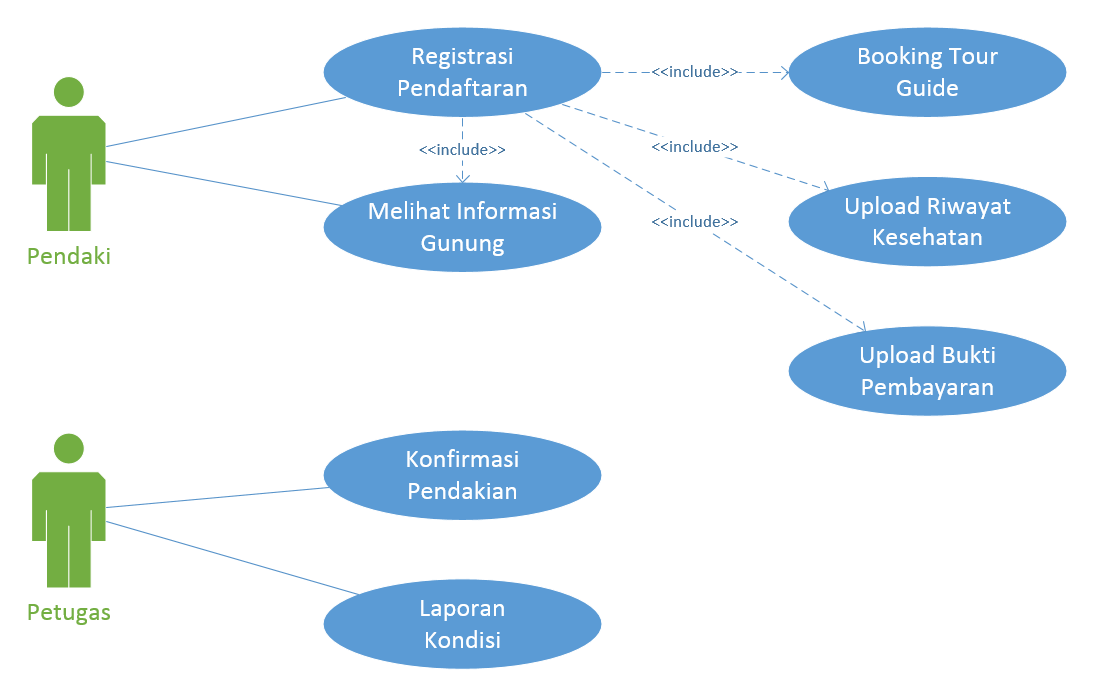 Registrasi
Pendaftaran
<<include>>
Booking Tour
Guide
Pendaki
<<include>>
<<include>>
Melihat Informasi
Gunung
<<include>>
Upload Riwayat
Kesehatan
Upload Bukti
Pembayaran
Petugas
Konfirmasi
Pendakian
Laporan
Kondisi